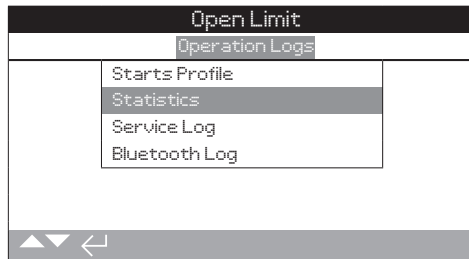 Open Limit
Operation Logs
Starts Profile
Statistics
Service Log
Bluetooth Log